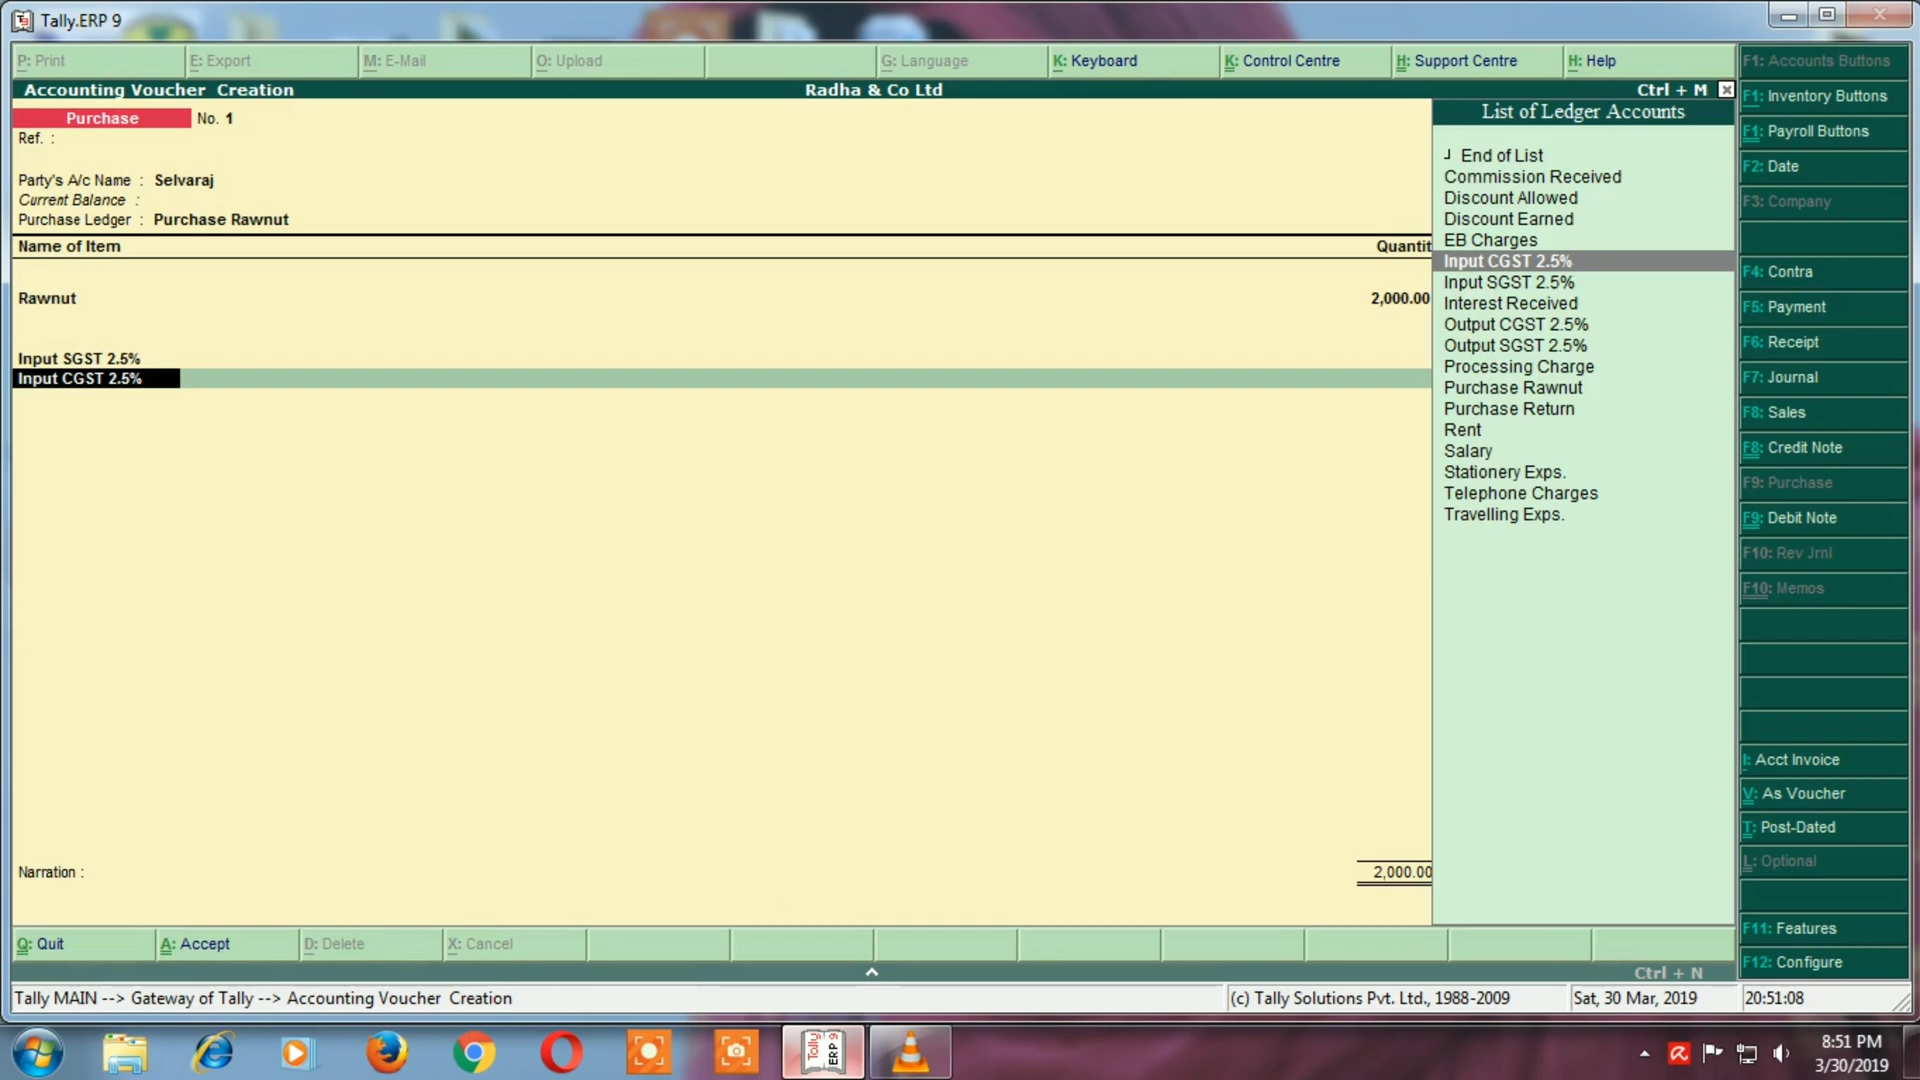 Tally.ERP 9
P: Print
E: Export
M: E-Mail
O: Upload
G: Language
K: Keyboard
K: Control Centre
H: Support Centre
H: Help
Accounting Voucher Creation
Radha & Co Ltd
Ctrl + M
Purchase
No. 1
Ref. :
Party's A/c Name : Selvaraj
Current Balance :
Purchase Ledger : Purchase Rawnut
Name of Item
Quantit
Rawnut
2,000.00
Input SGST 2.5%
Input CGST 2.5%
Narration :
2,000.00
List of Ledger Accounts
┘ End of List
Commission Received
Discount Allowed
Discount Earned
EB Charges
Input CGST 2.5%
Input SGST 2.5%
Interest Received
Output CGST 2.5%
Output SGST 2.5%
Processing Charge
Purchase Rawnut
Purchase Return
Rent
Salary
Stationery Exps.
Telephone Charges
Travelling Exps.
F1: Accounts Buttons
F1: Inventory Buttons
F1: Payroll Buttons
F2: Date
F3: Company
F4: Contra
F5: Payment
F6: Receipt
F7: Journal
F8: Sales
F8: Credit Note
F9: Purchase
F9: Debit Note
F10: Rev Jrnl
F10: Memos
I: Acct Invoice
V: As Voucher
T: Post-Dated
L: Optional
F11: Features
F12: Configure
Q: Quit
A: Accept
D: Delete
X: Cancel
Ctrl + N
Tally MAIN --> Gateway of Tally --> Accounting Voucher Creation
(c) Tally Solutions Pvt. Ltd., 1988-2009
Sat, 30 Mar, 2019
20:51:08
Tally
ERP 9
8:51 PM
3/30/2019